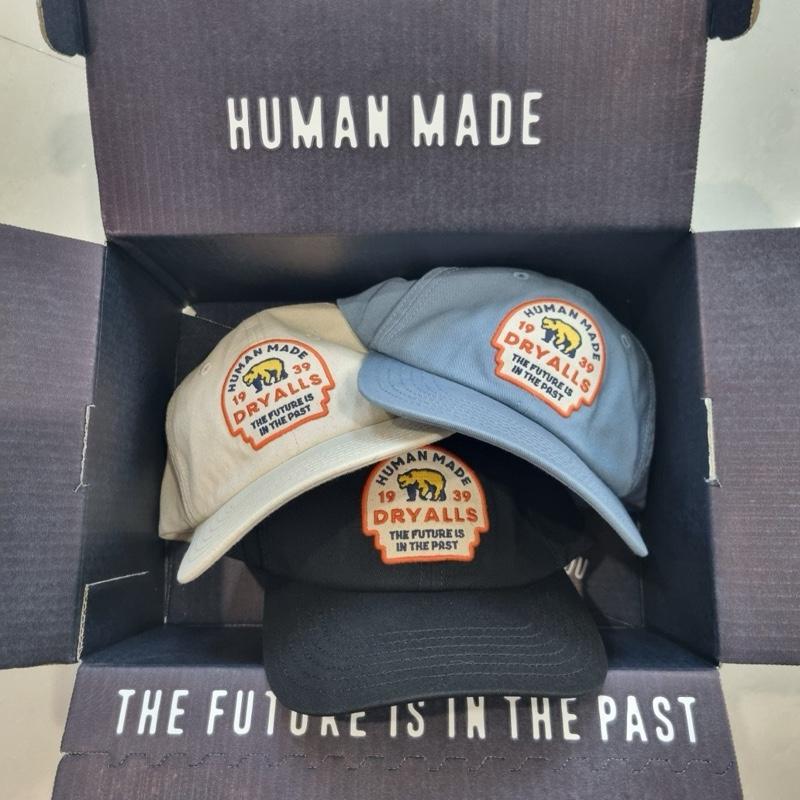 HUMAN MADE
HUMAN MADE
19 39
DRYALLS
THE FUTURE IS
IN THE PAST
HUMAN MADE
19 39
DRYALLS
THE FUTURE IS
IN THE PAST
HUMAN MADE
19 39
DRYALLS
THE FUTURE IS
IN THE PAST
THE FUTURE IS IN THE PAST